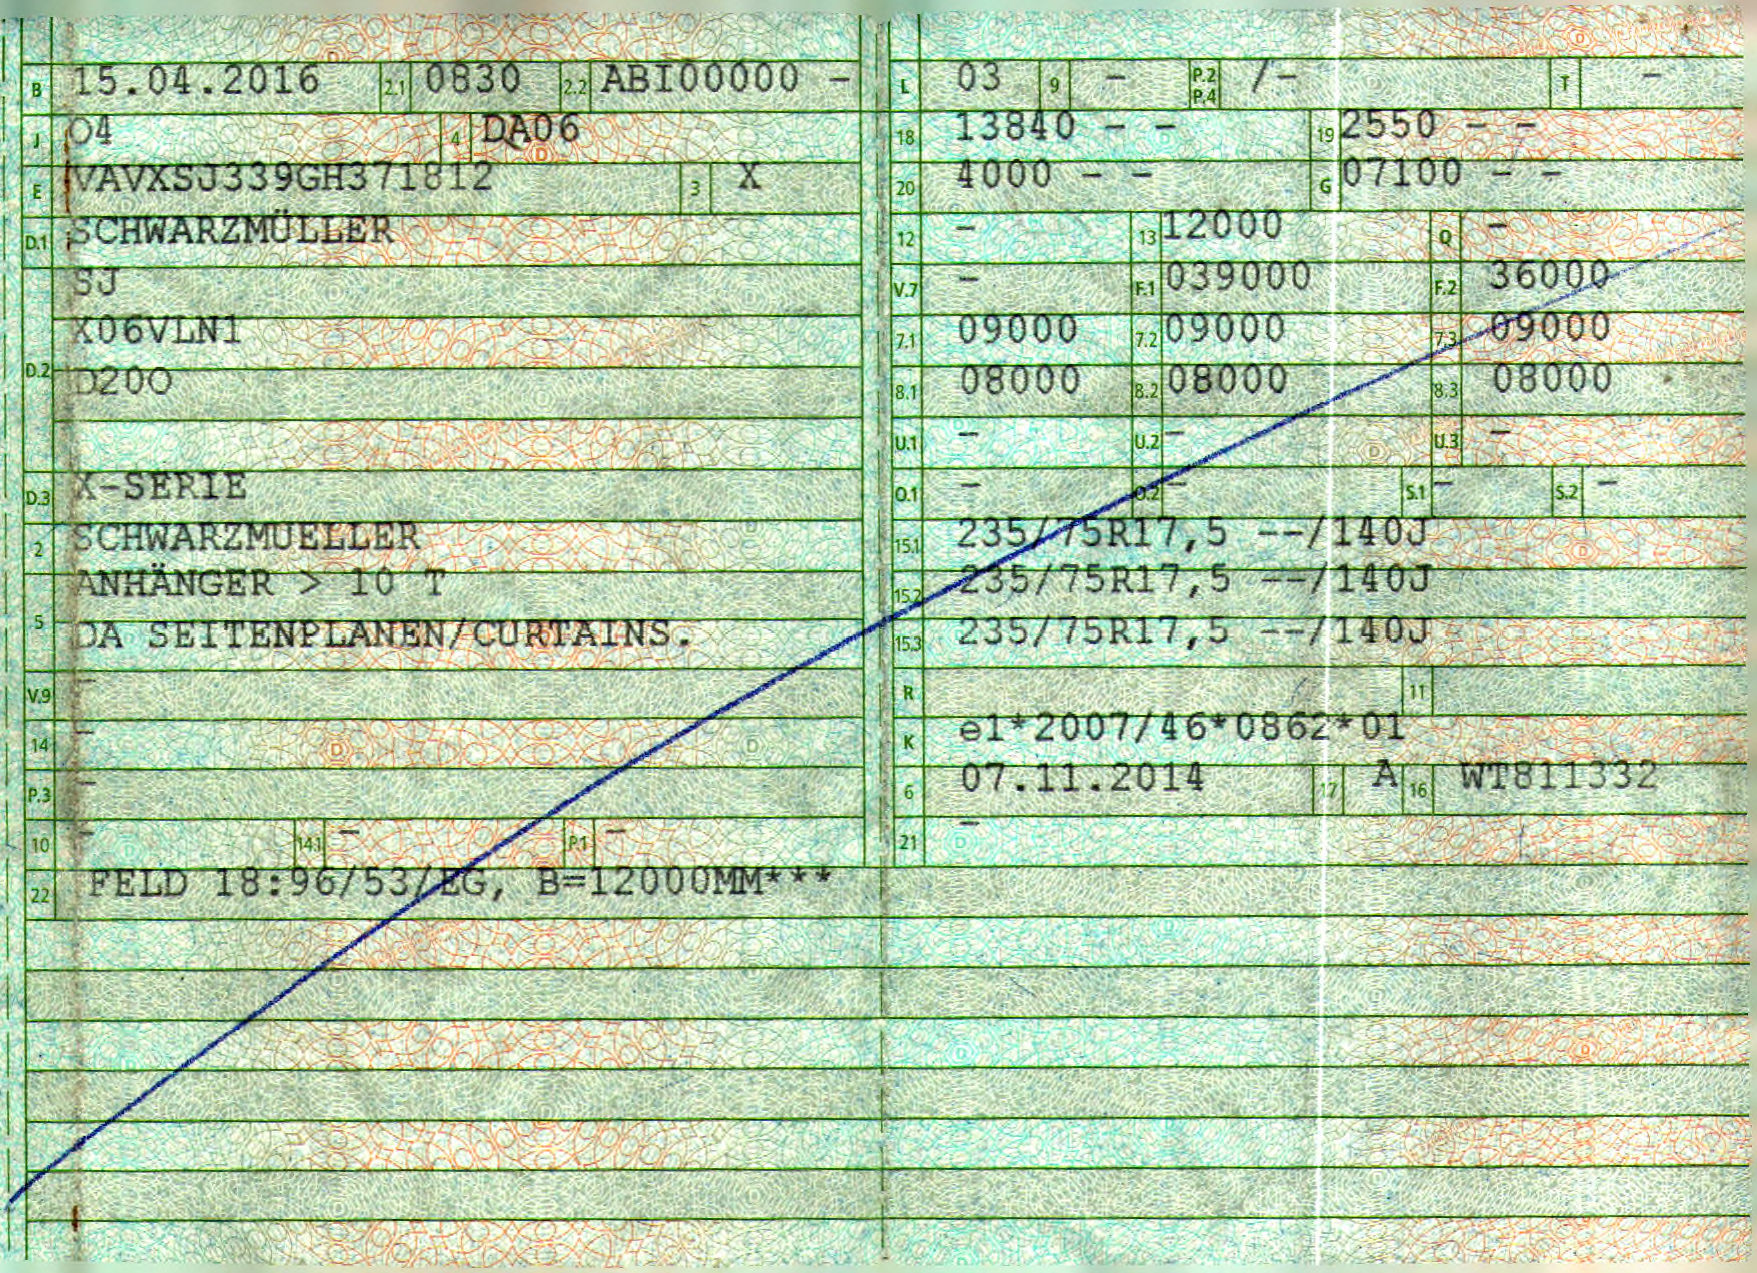 B 15.04.2016 2.1 0830 2.2 ABI00000 -
J 04 4 DA06
E VAVXSJ339GH371812 3 X
D.1 SCHWARZMÜLLER
SJ
D.2 X06VLN1
D20O
D.3 X-SERIE
2 SCHWARZMUELLER
ANHÄNGER > 10 T
5 DA SEITENPLANEN/CURTAINS.
V.9 -
14 -
P.3 -
10 - 14.1 - P.1 -
L 03 9 - P.2 P.4 /- T -
18 13840 - - 19 2550 - -
20 4000 - - G 07100 - -
12 - 13 12000 Q -
V.7 - F.1 039000 F.2 36000
7.1 09000 7.2 09000 7.3 09000
8.1 08000 8.2 08000 8.3 08000
U.1 - U.2 - U.3 -
O.1 - O.2 - S.1 - S.2 -
15.1 235/75R17,5 --/140J
15.2 235/75R17,5 --/140J
15.3 235/75R17,5 --/140J
R 11
K e1*2007/46*0862*01
6 07.11.2014 17 A 16 WT811332
21 -
22 FELD 18:96/53/EG, B=12000MM***